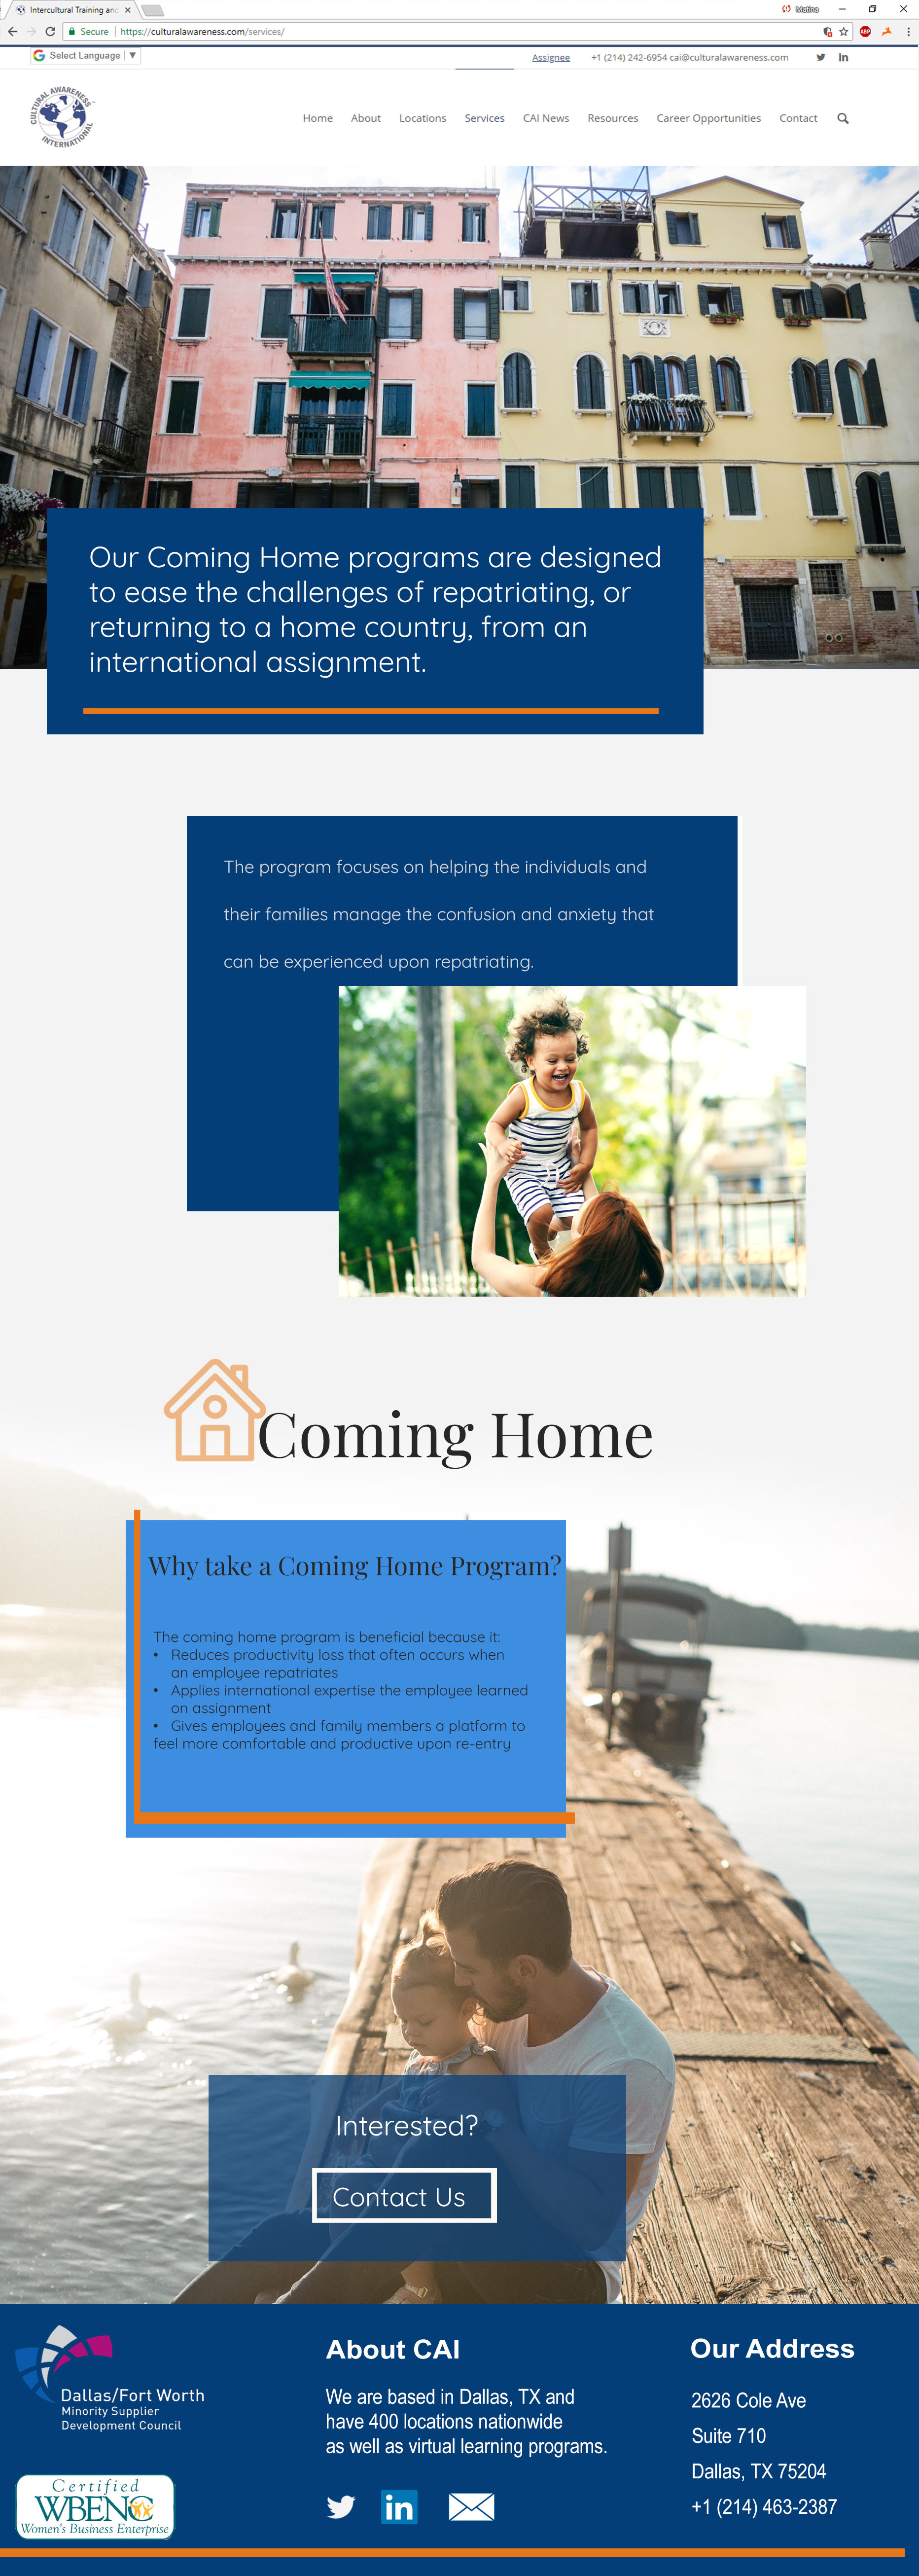 Intercultural Training and
Matina
Secure | https://culturalawareness.com/services/
Select Language ▼
Assignee
+1 (214) 242-6954 cai@culturalawareness.com
CULTURAL AWARENESS
INTERNATIONAL
Home About Locations Services CAI News Resources Career Opportunities Contact
Our Coming Home programs are designed
to ease the challenges of repatriating, or
returning to a home country, from an
international assignment.
The program focuses on helping the individuals and
their families manage the confusion and anxiety that
can be experienced upon repatriating.
Coming Home
Why take a Coming Home Program?
The coming home program is beneficial because it:
• Reduces productivity loss that often occurs when
an employee repatriates
• Applies international expertise the employee learned
on assignment
• Gives employees and family members a platform to
feel more comfortable and productive upon re-entry
Interested?
Contact Us
Dallas/Fort Worth
Minority Supplier
Development Council
Certified
WBENC
Women's Business Enterprise
About CAI
We are based in Dallas, TX and
have 400 locations nationwide
as well as virtual learning programs.
in
Our Address
2626 Cole Ave
Suite 710
Dallas, TX 75204
+1 (214) 463-2387